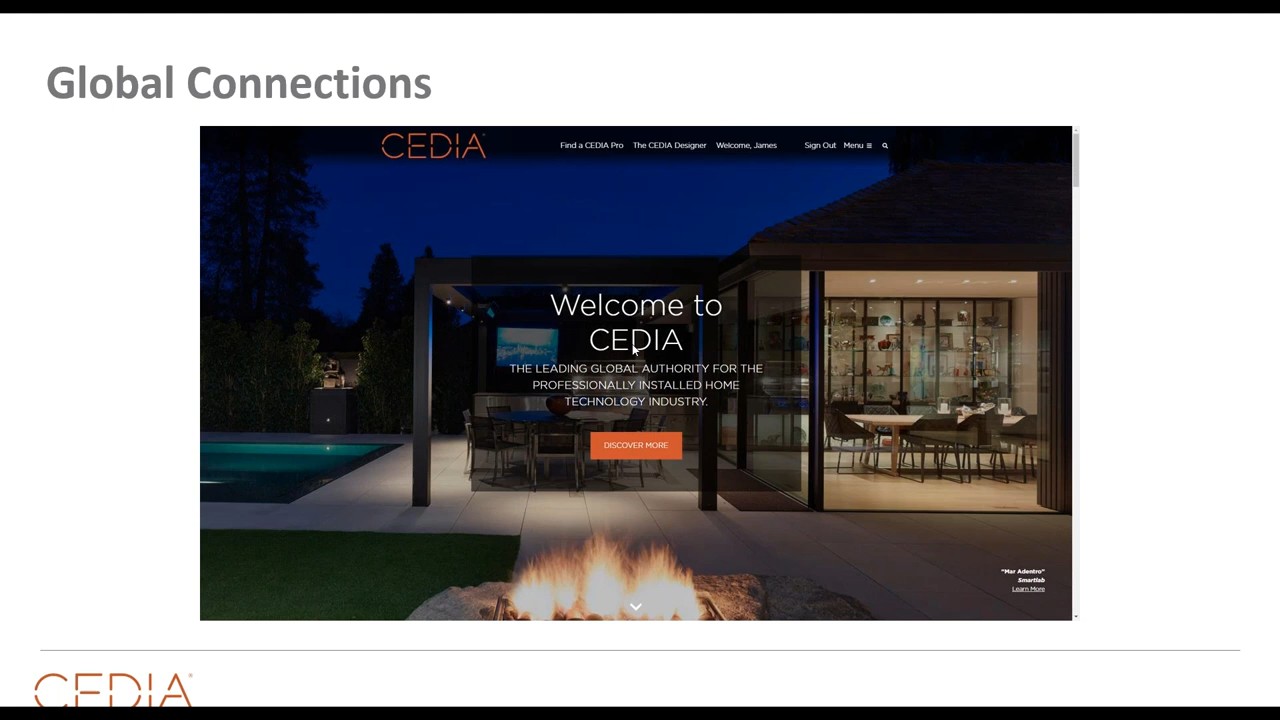 Global Connections
CEDIA
Find a CEDIA Pro The CEDIA Designer Welcome, James Sign Out Menu
Welcome to
CEDIA
THE LEADING GLOBAL AUTHORITY FOR THE
PROFESSIONALLY INSTALLED HOME
TECHNOLOGY INDUSTRY.
DISCOVER MORE
"Mar Adentro"
Smartlab
Learn More
CEDIA